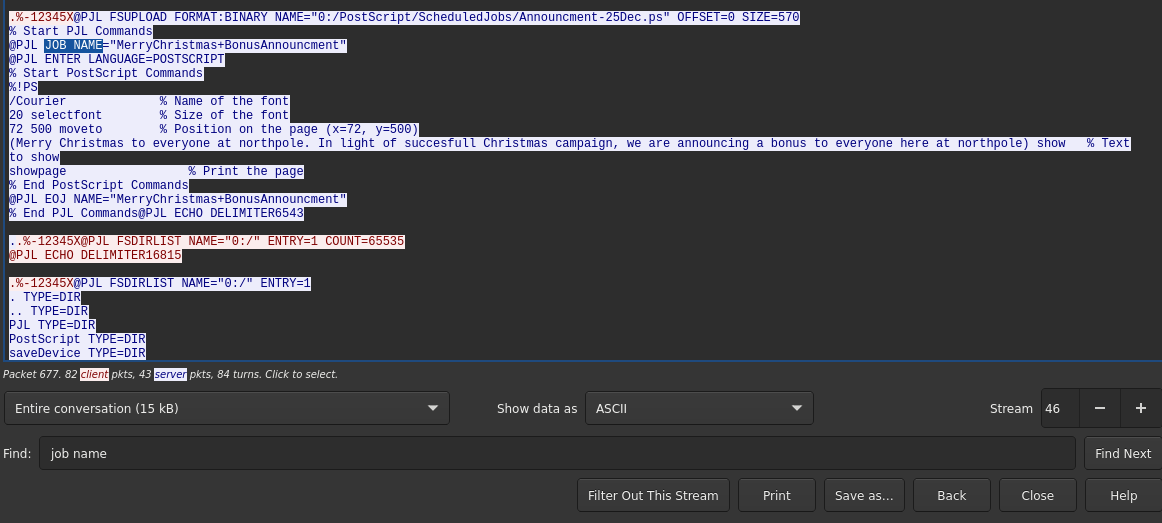 .%-12345X@PJL FSUPLOAD FORMAT:BINARY NAME="0:/PostScript/ScheduledJobs/Announcment-25Dec.ps" OFFSET=0 SIZE=570
% Start PJL Commands
@PJL JOB NAME="MerryChristmas+BonusAnnouncment"
@PJL ENTER LANGUAGE=POSTSCRIPT
% Start PostScript Commands
%!PS
/Courier             % Name of the font
20 selectfont        % Size of the font
72 500 moveto        % Position on the page (x=72, y=500)
(Merry Christmas to everyone at northpole. In light of succesfull Christmas campaign, we are announcing a bonus to everyone here at northpole) show   % Text
to show
showpage                 % Print the page
% End PostScript Commands
@PJL EOJ NAME="MerryChristmas+BonusAnnouncment"
% End PJL Commands@PJL ECHO DELIMITER6543
..%-12345X@PJL FSDIRLIST NAME="0:/" ENTRY=1 COUNT=65535
@PJL ECHO DELIMITER16815
.%-12345X@PJL FSDIRLIST NAME="0:/" ENTRY=1
. TYPE=DIR
.. TYPE=DIR
PJL TYPE=DIR
PostScript TYPE=DIR
saveDevice TYPE=DIR
Packet 677. 82 client pkts, 43 server pkts, 84 turns. Click to select.
Entire conversation (15 kB) Show data as ASCII Stream 46 − +
Find: job name Find Next
Filter Out This Stream Print Save as… Back Close Help